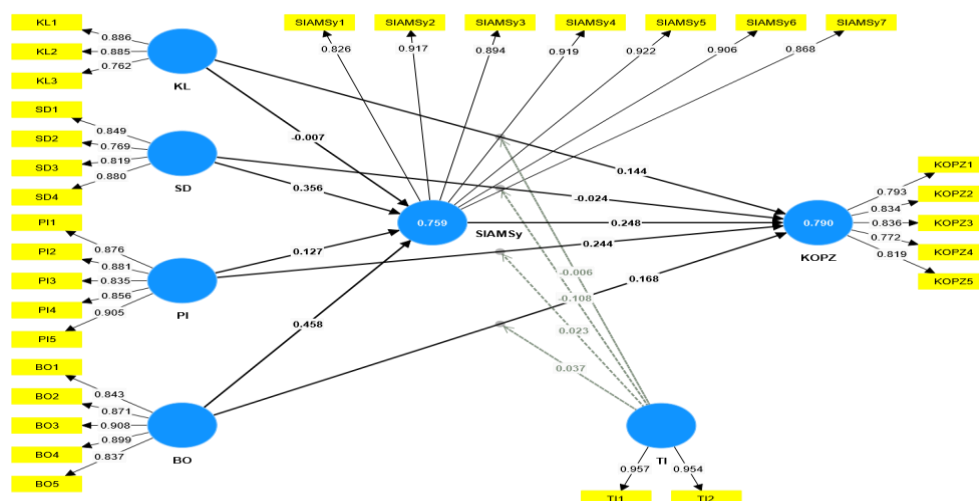 KL1
KL2
KL3
0.886
0.885
0.762
KL
SD1
SD2
SD3
SD4
0.849
0.769
0.819
0.880
SD
PI1
PI2
PI3
PI4
PI5
0.876
0.881
0.835
0.856
0.905
PI
BO1
BO2
BO3
BO4
BO5
0.843
0.871
0.908
0.899
0.837
BO
SIAMSy1
SIAMSy2
SIAMSy3
SIAMSy4
SIAMSy5
SIAMSy6
SIAMSy7
0.826
0.917
0.894
0.919
0.922
0.906
0.868
-0.007
0.356
0.127
0.458
0.759
SIAMSy
0.144
-0.024
0.248
0.244
0.168
-0.006
-0.108
0.023
0.037
0.790
KOPZ
0.793
0.834
0.836
0.772
0.819
KOPZ1
KOPZ2
KOPZ3
KOPZ4
KOPZ5
TI
0.957
0.954
TI1
TI2